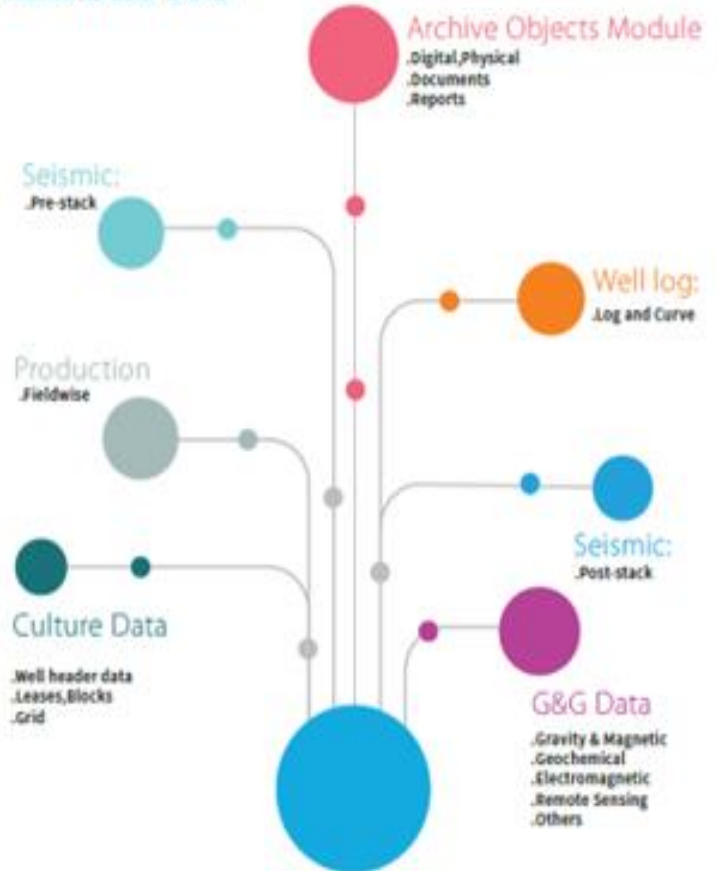 Archive Objects Module
.Digital,Physical
.Documents
.Reports
Seismic:
.Pre-stack
Well log:
.Log and Curve
Production
.Fieldwise
Seismic:
.Post-stack
Culture Data
.Well header data
.Leases,Blocks
.Grid
G&G Data
.Gravity & Magnetic
.Geochemical
.Electromagnetic
.Remote Sensing
.Others